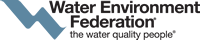 Water Environment
Federation®
the water quality people®